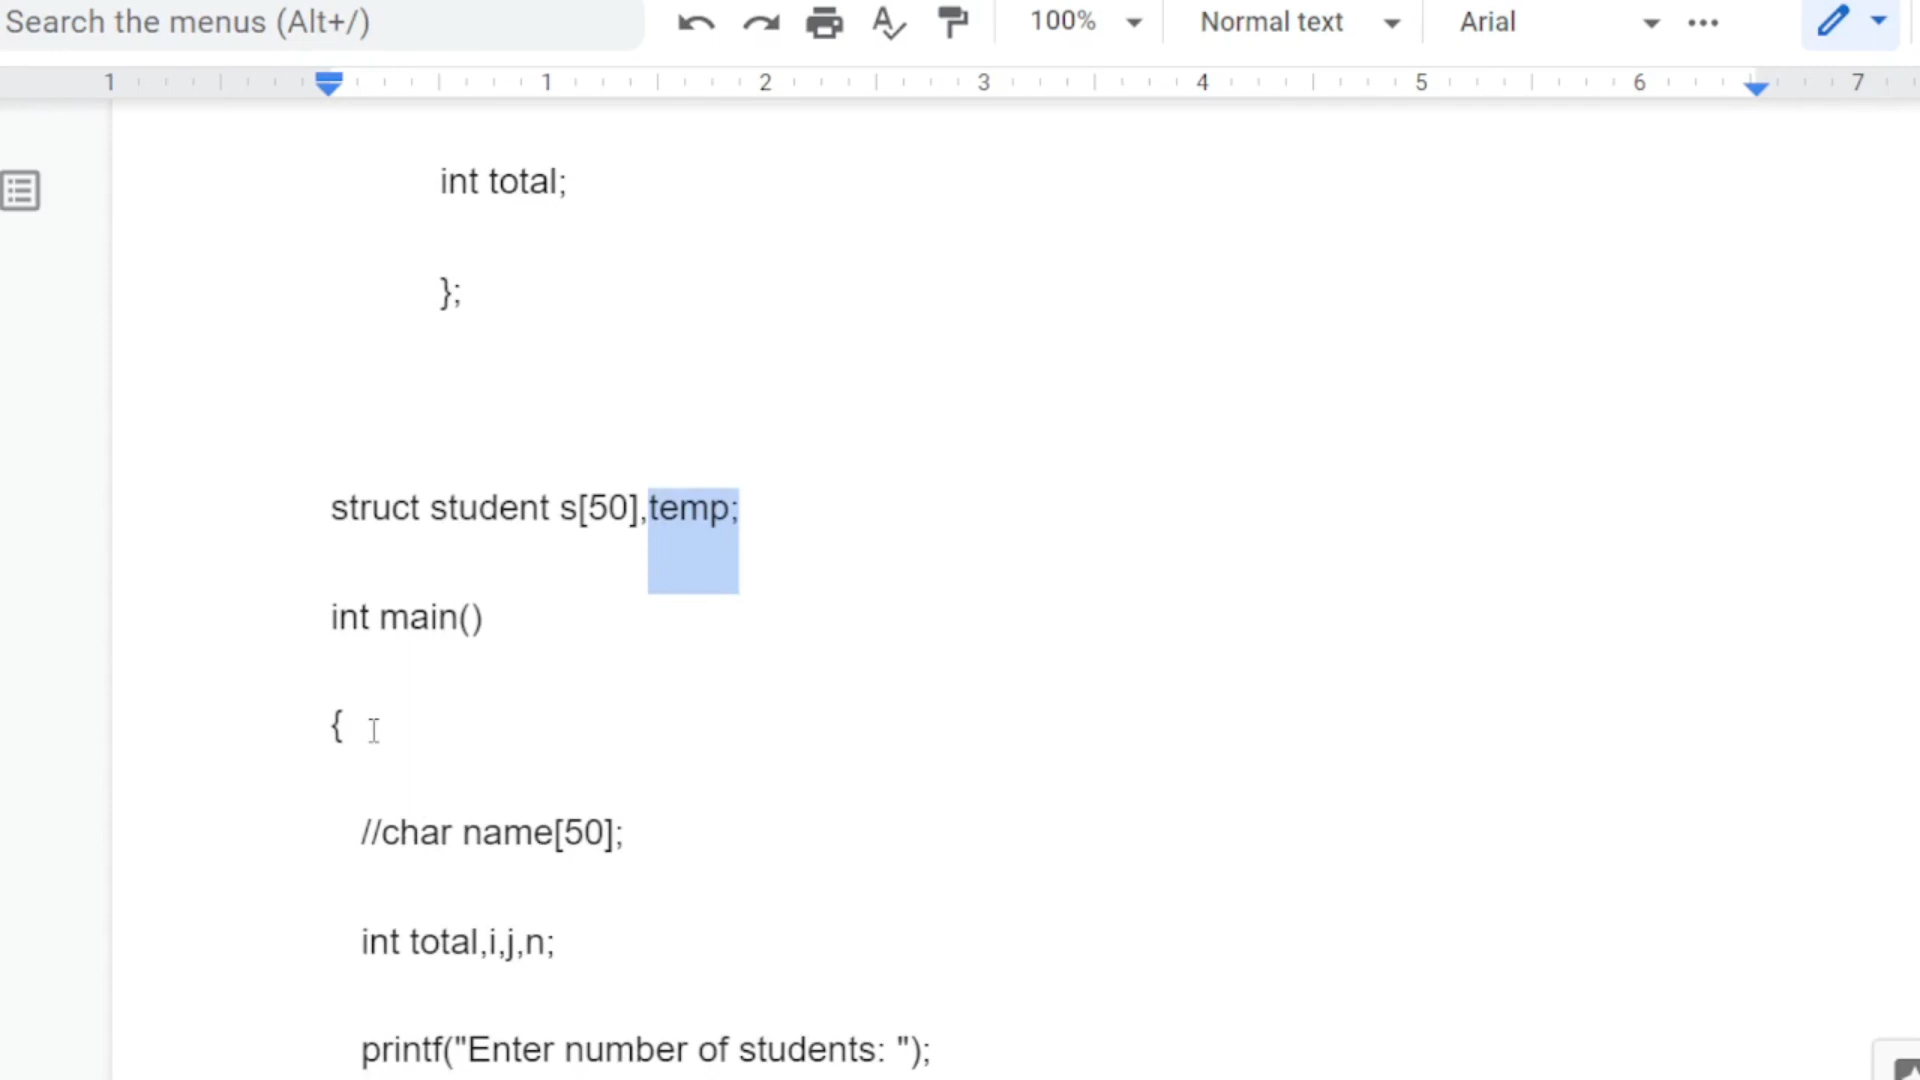 Search the menus (Alt+/)
100%
Normal text
Arial
1 1 2 3 4 5 6 7
int total;
};
struct student s[50],temp;
int main()
{
//char name[50];
int total,i,j,n;
printf("Enter number of students: ");